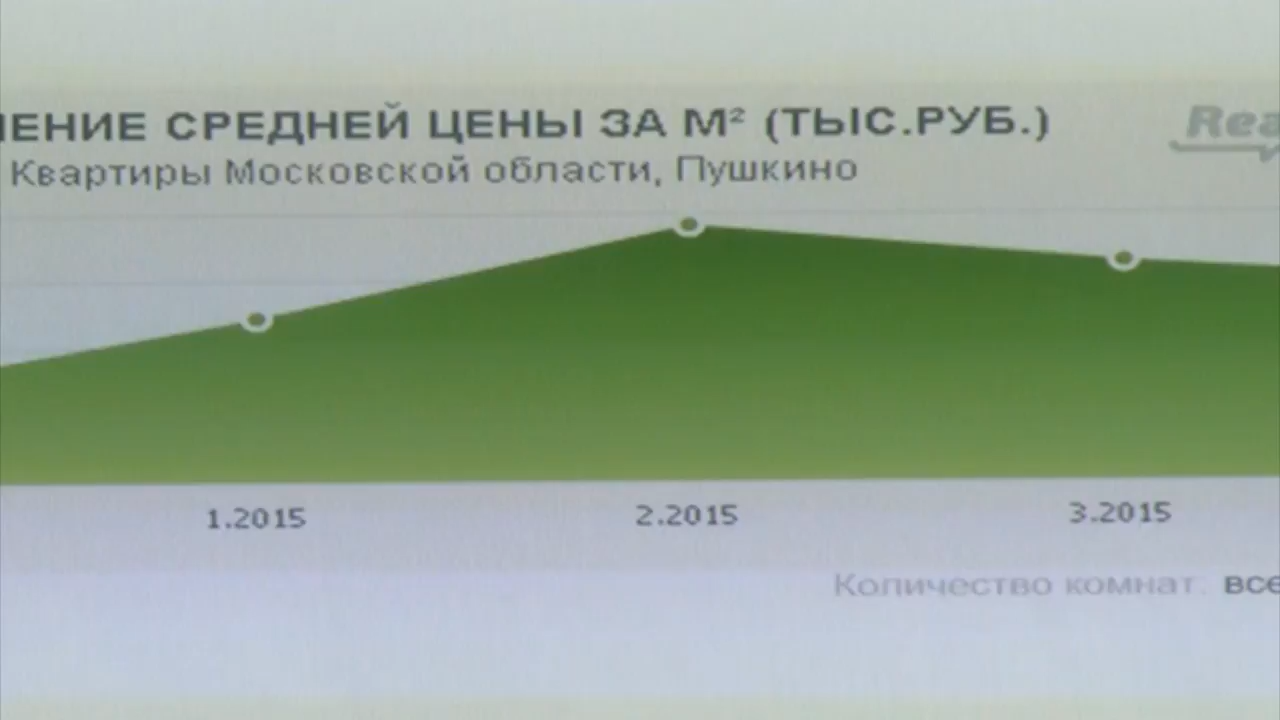 СРЕДНЕЙ ЦЕНЫ ЗА М² (ТЫС.РУБ.)
Квартиры Московской области, Пушкино
1.2015 2.2015 3.2015
Количество комнат: все